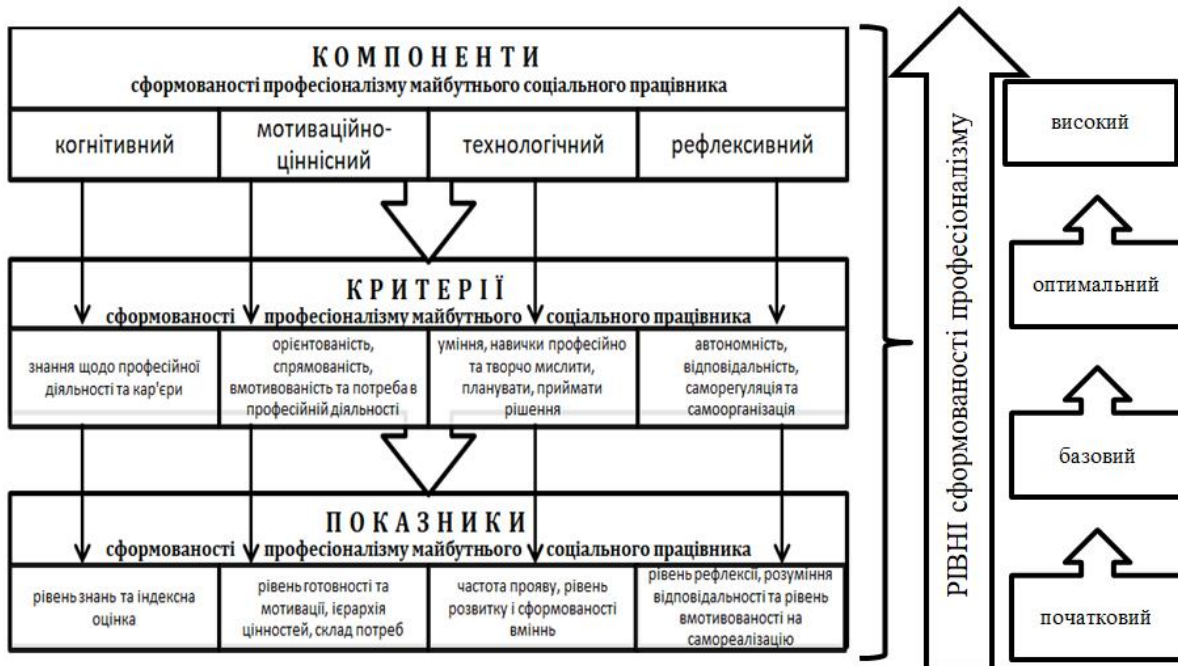 КОМПОНЕНТИ
сформованості професіоналізму майбутнього соціального працівника
когнітивний
мотиваційно-
ціннісний
технологічний
рефлексивний
КРИТЕРІЇ
сформованості професіоналізму майбутнього соціального працівника
знання щодо професійної
діяльності та кар'єри
орієнтованість,
спрямованість,
вмотивованість та потреба в
професійній діяльності
уміння, навички професійно
та творчо мислити,
планувати, приймати
рішення
автономність,
відповідальність,
саморегуляція та
самоорганізація
ПОКАЗНИКИ
сформованості професіоналізму майбутнього соціального працівника
рівень знань та індексна
оцінка
рівень готовності та
мотивації, ієрархія
цінностей, склад потреб
частота прояву, рівень
розвитку і сформованості
вміннь
рівень рефлексії, розуміння
відповідальності та рівень
вмотивованості на
самореалізацію
РІВНІ сформованості професіоналізму
високий
оптимальний
базовий
початковий